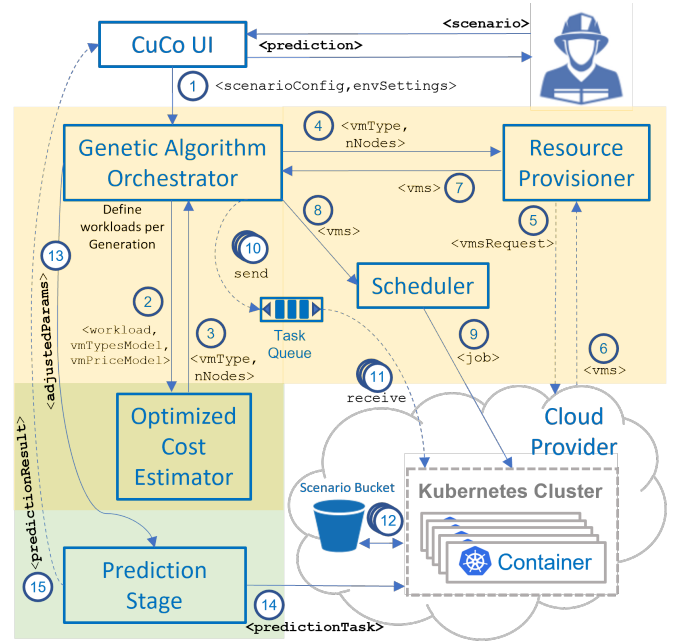 <scenario>
CuCo UI
<prediction>
1
<scenarioConfig,envSettings>
Genetic Algorithm
Orchestrator
4
<vmType,
nNodes>
Resource
Provisioner
<vms>
7
Define
workloads per
Generation
8
<vms>
5
<vmsRequest>
13
10
send
Scheduler
2
<workload,
vmTypesModel,
vmPriceModel>
3
<vmType,
nNodes>
Task
Queue
9
<job>
6
<vms>
11
receive
<adjustedParams>
<predictionResult>
Optimized
Cost
Estimator
Cloud
Provider
Scenario Bucket
Kubernetes Cluster
12
Container
Prediction
Stage
15
14
<predictionTask>